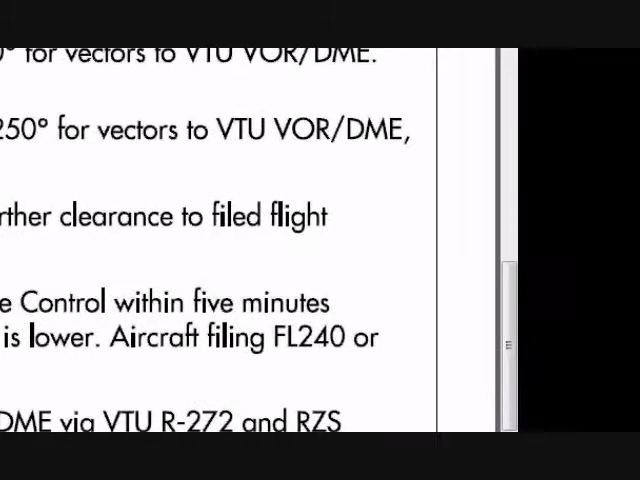 0° for vectors to VTU VOR/DME.
250° for vectors to VTU VOR/DME,
rther clearance to filed flight
e Control within five minutes
is lower. Aircraft filing FL240 or
DME via VTU R-272 and RZS